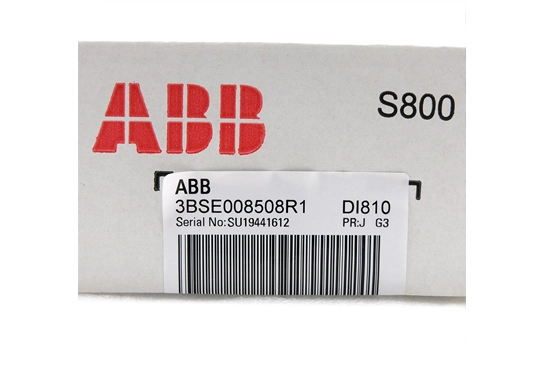 ABB
S800
ABB
3BSE008508R1 DI810
Serial No:SU19441612 PR:J G3